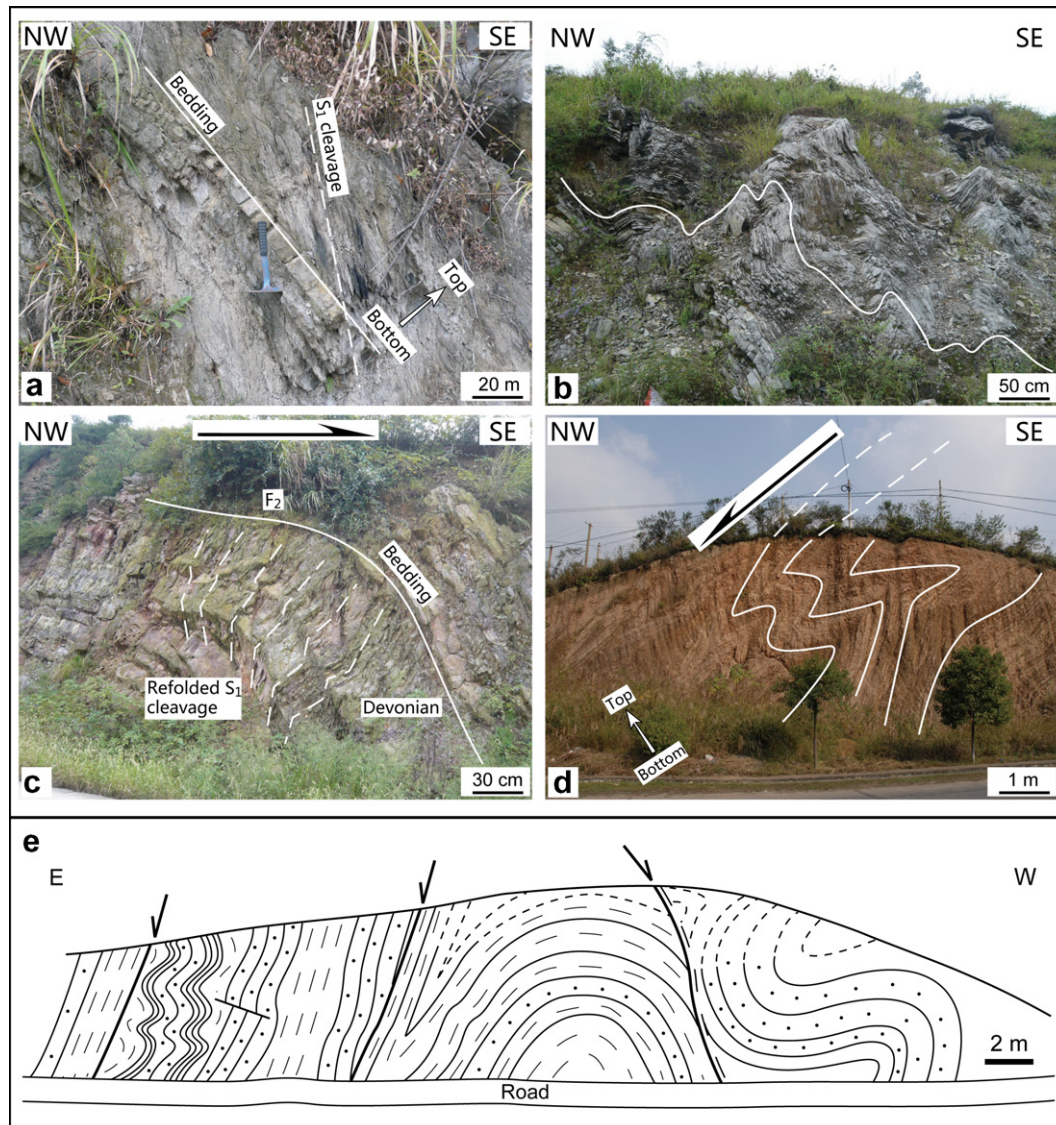 NW
SE
Bedding
S₁ cleavage
Top
Bottom
a
20 m
NW
SE
b
50 cm
NW
SE
F₂
Bedding
Refolded S₁
cleavage
Devonian
c
30 cm
NW
SE
Top
Bottom
d
1 m
e
E
W
2 m
Road